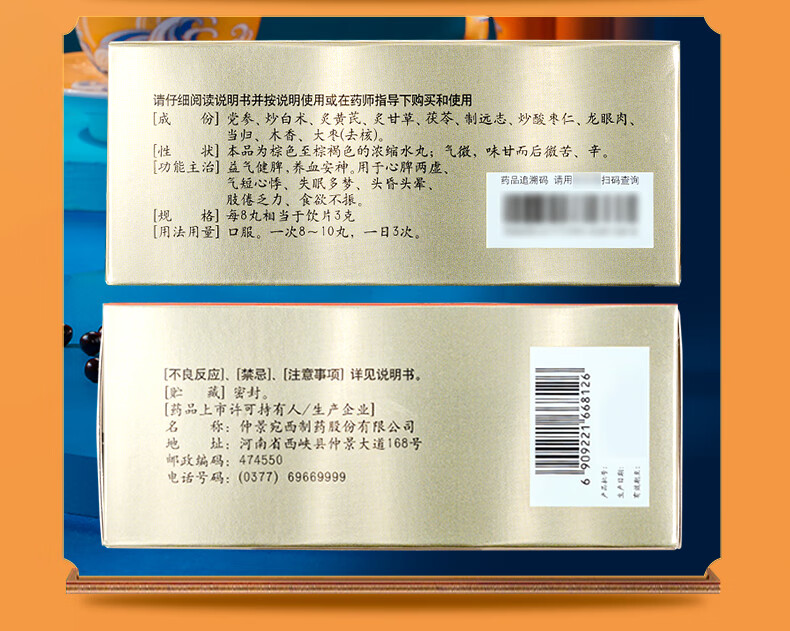 请仔细阅读说明书并按说明使用或在药师指导下购买和使用
[成　份] 党参、炒白术、炙黄芪、炙甘草、茯苓、制远志、炒酸枣仁、龙眼肉、
当归、木香、大枣(去核)。
[性　状] 本品为棕色至棕褐色的浓缩水丸；气微，味甘而后微苦、辛。
[功能主治] 益气健脾，养血安神。用于心脾两虚、
气短心悸、失眠多梦、头昏头晕、
肢倦乏力、食欲不振。
[规　格] 每8丸相当于饮片3克
[用法用量] 口服。一次8～10丸，一日3次。
药品追溯码 请用 扫码查询
[不良反应]、[禁忌]、[注意事项] 详见说明书。
[贮　藏] 密封。
[药品上市许可持有人/生产企业]
名　称：仲景宛西制药股份有限公司
地　址：河南省西峡县仲景大道168号
邮政编码：474550
电话号码：(0377) 69669999
6 909221 668126
产品批号：
生产日期：
有效期至：